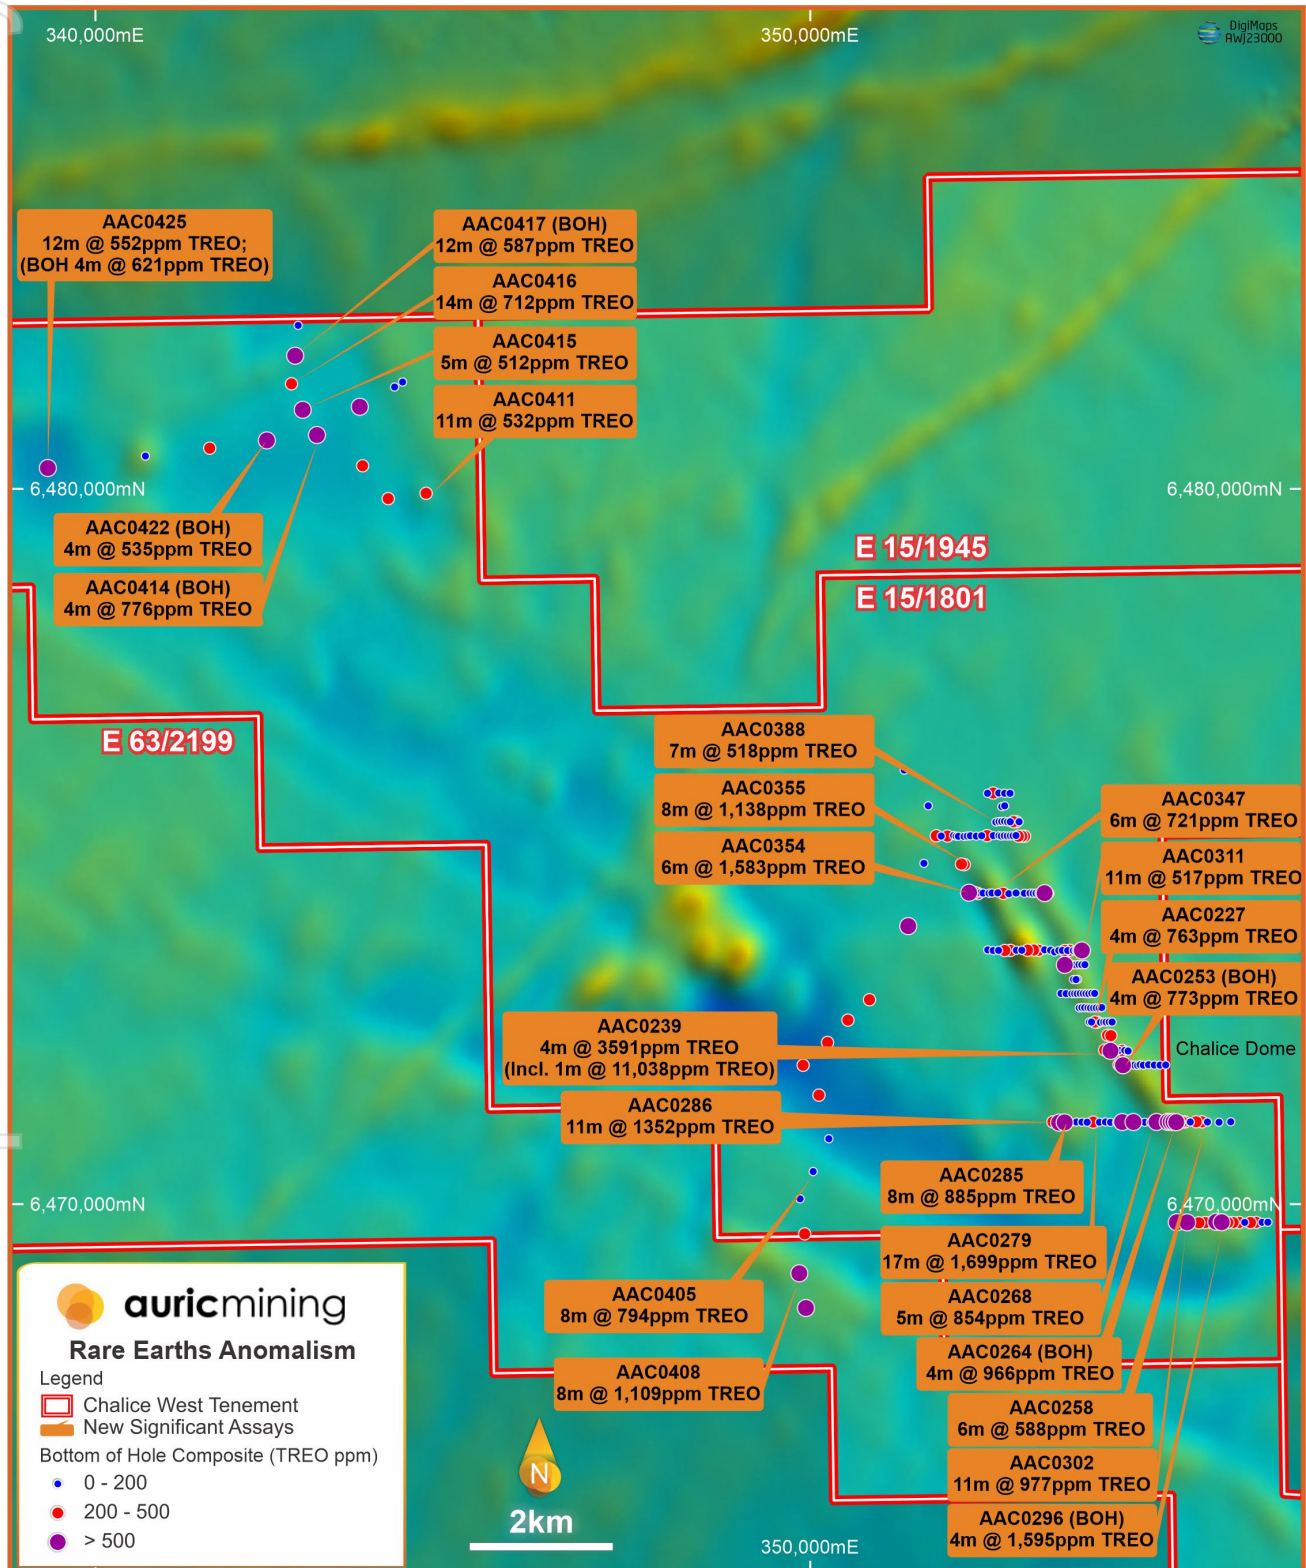 340,000mE
350,000mE
DigiMaps
AWJ23000
AAC0425
12m @ 552ppm TREO;
(BOH 4m @ 621ppm TREO)
AAC0417 (BOH)
12m @ 587ppm TREO
AAC0416
14m @ 712ppm TREO
AAC0415
5m @ 512ppm TREO
AAC0411
11m @ 532ppm TREO
6,480,000mN
6,480,000mN
AAC0422 (BOH)
4m @ 535ppm TREO
AAC0414 (BOH)
4m @ 776ppm TREO
E 15/1945
E 15/1801
E 63/2199
AAC0388
7m @ 518ppm TREO
AAC0355
8m @ 1,138ppm TREO
AAC0354
6m @ 1,583ppm TREO
AAC0347
6m @ 721ppm TREO
AAC0311
11m @ 517ppm TREO
AAC0227
4m @ 763ppm TREO
AAC0253 (BOH)
4m @ 773ppm TREO
AAC0239
4m @ 3591ppm TREO
(Incl. 1m @ 11,038ppm TREO)
Chalice Dome
AAC0286
11m @ 1352ppm TREO
AAC0285
8m @ 885ppm TREO
6,470,000mN
6,470,000mN
AAC0279
17m @ 1,699ppm TREO
AAC0268
5m @ 854ppm TREO
AAC0264 (BOH)
4m @ 966ppm TREO
AAC0258
6m @ 588ppm TREO
AAC0302
11m @ 977ppm TREO
AAC0296 (BOH)
4m @ 1,595ppm TREO
AAC0405
8m @ 794ppm TREO
AAC0408
8m @ 1,109ppm TREO
auricmining
Rare Earths Anomalism
Legend
Chalice West Tenement
New Significant Assays
Bottom of Hole Composite (TREO ppm)
0 - 200
200 - 500
> 500
N
2km
350,000mE